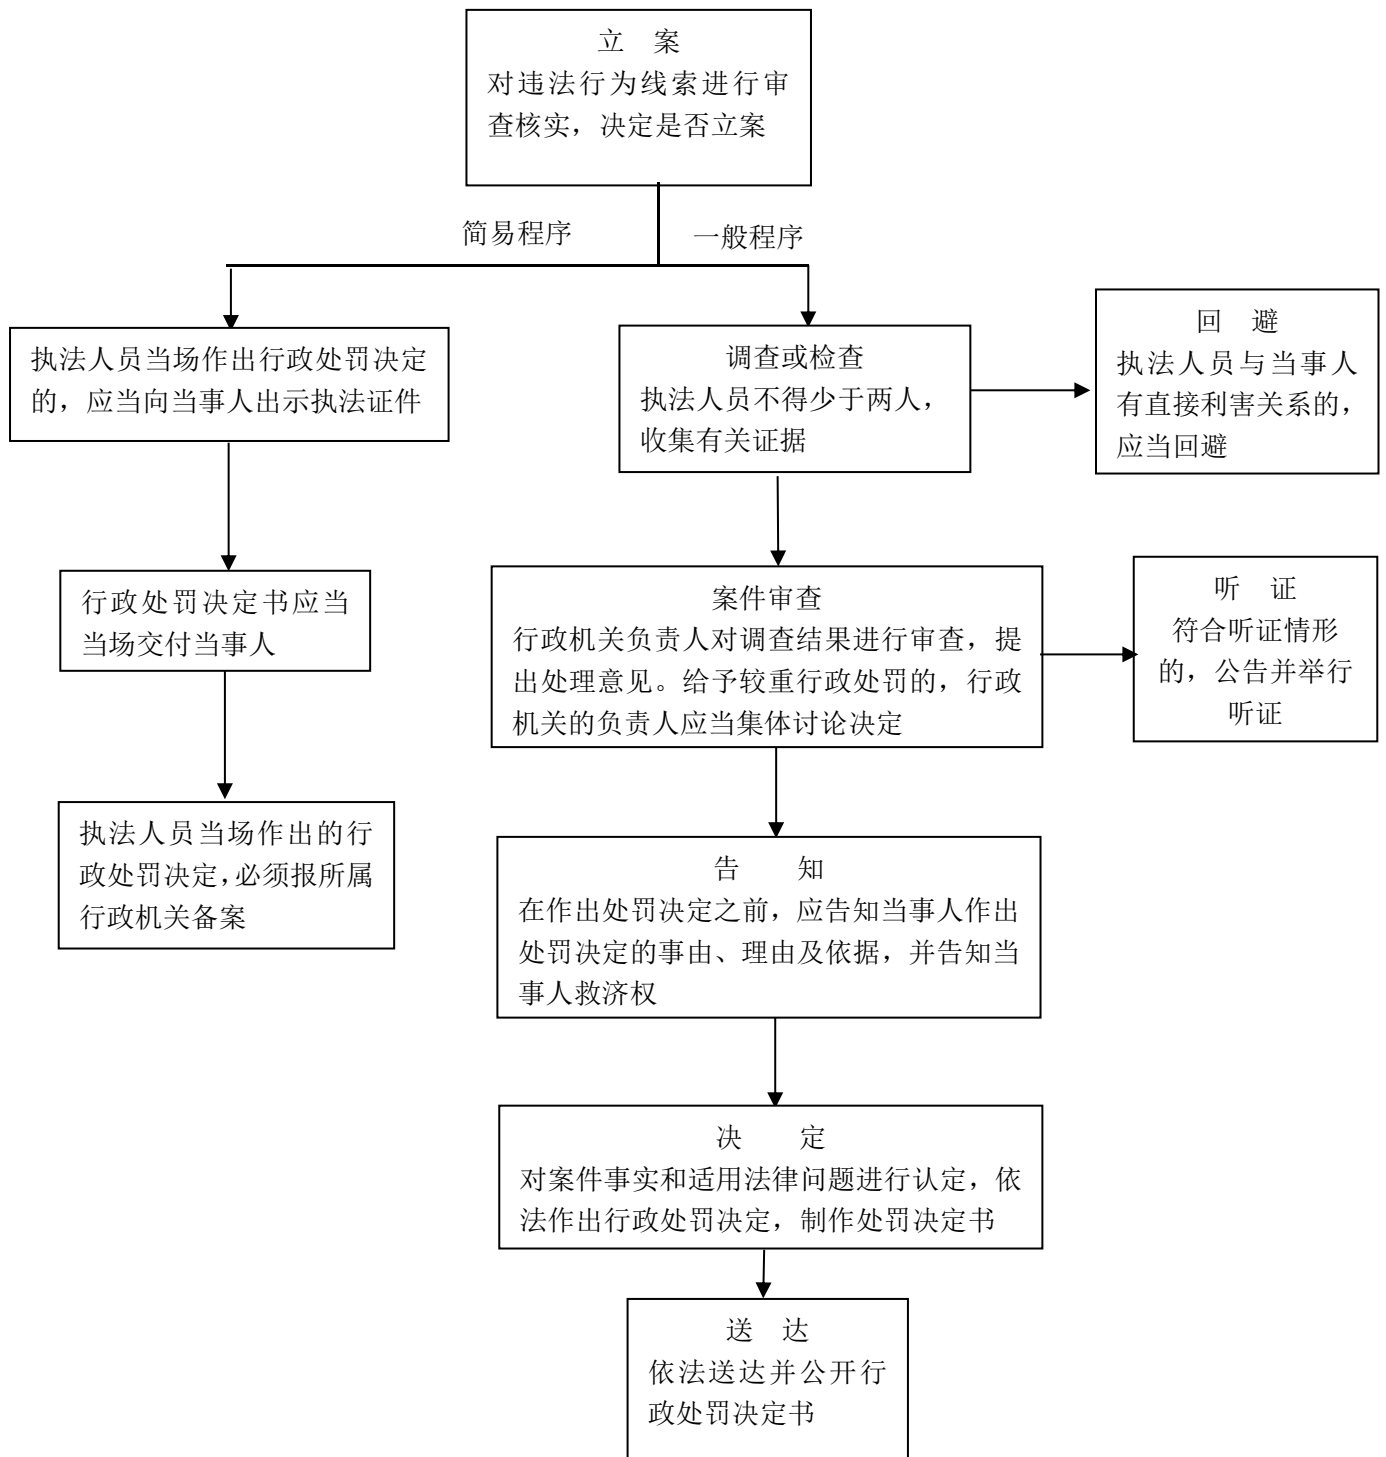 立 案
对违法行为线索进行审
查核实，决定是否立案
简易程序
一般程序
执法人员当场作出行政处罚决定
的，应当向当事人出示执法证件
调查或检查
执法人员不得少于两人，
收集有关证据
回 避
执法人员与当事人
有直接利害关系的，
应当回避
行政处罚决定书应当
当场交付当事人
案件审查
行政机关负责人对调查结果进行审查，提
出处理意见。给予较重行政处罚的，行政
机关的负责人应当集体讨论决定
听 证
符合听证情形
的，公告并举行
听证
执法人员当场作出的行
政处罚决定，必须报所属
行政机关备案
告 知
在作出处罚决定之前，应告知当事人作出
处罚决定的事由、理由及依据，并告知当
事人救济权
决 定
对案件事实和适用法律问题进行认定，依
法作出行政处罚决定，制作处罚决定书
送 达
依法送达并公开行
政处罚决定书